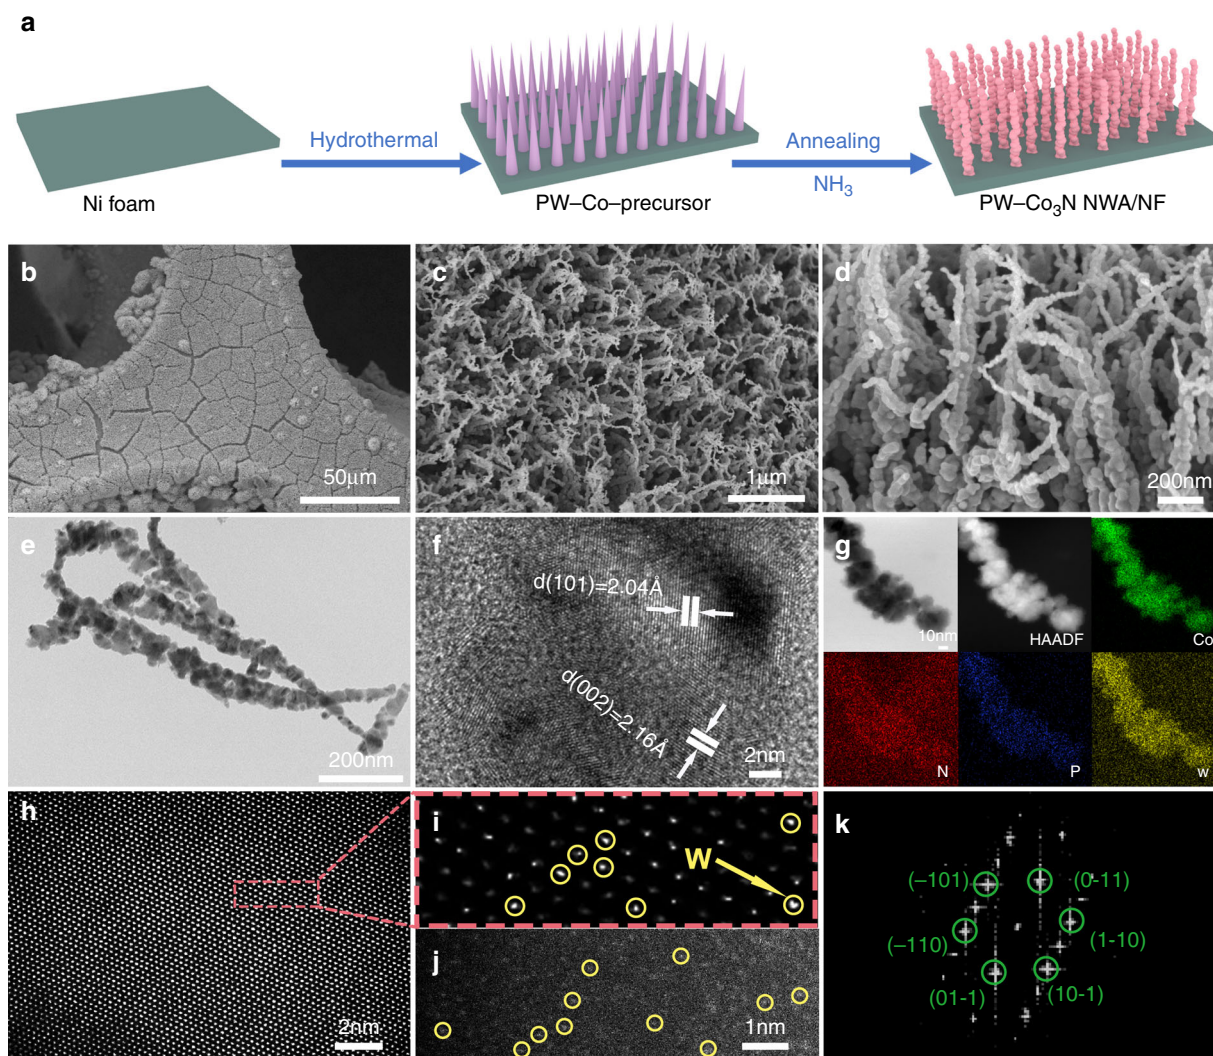 a
Hydrothermal
Annealing
NH₃
Ni foam
PW–Co–precursor
PW–Co₃N NWA/NF
b
50μm
c
1μm
d
200nm
e
200nm
f
d(101)=2.04Å
d(002)=2.16Å
2nm
g
10nm
HAADF
Co
N
P
w
h
2nm
i
W
j
1nm
k
(–101)
(0-11)
(–110)
(1-10)
(01-1)
(10-1)